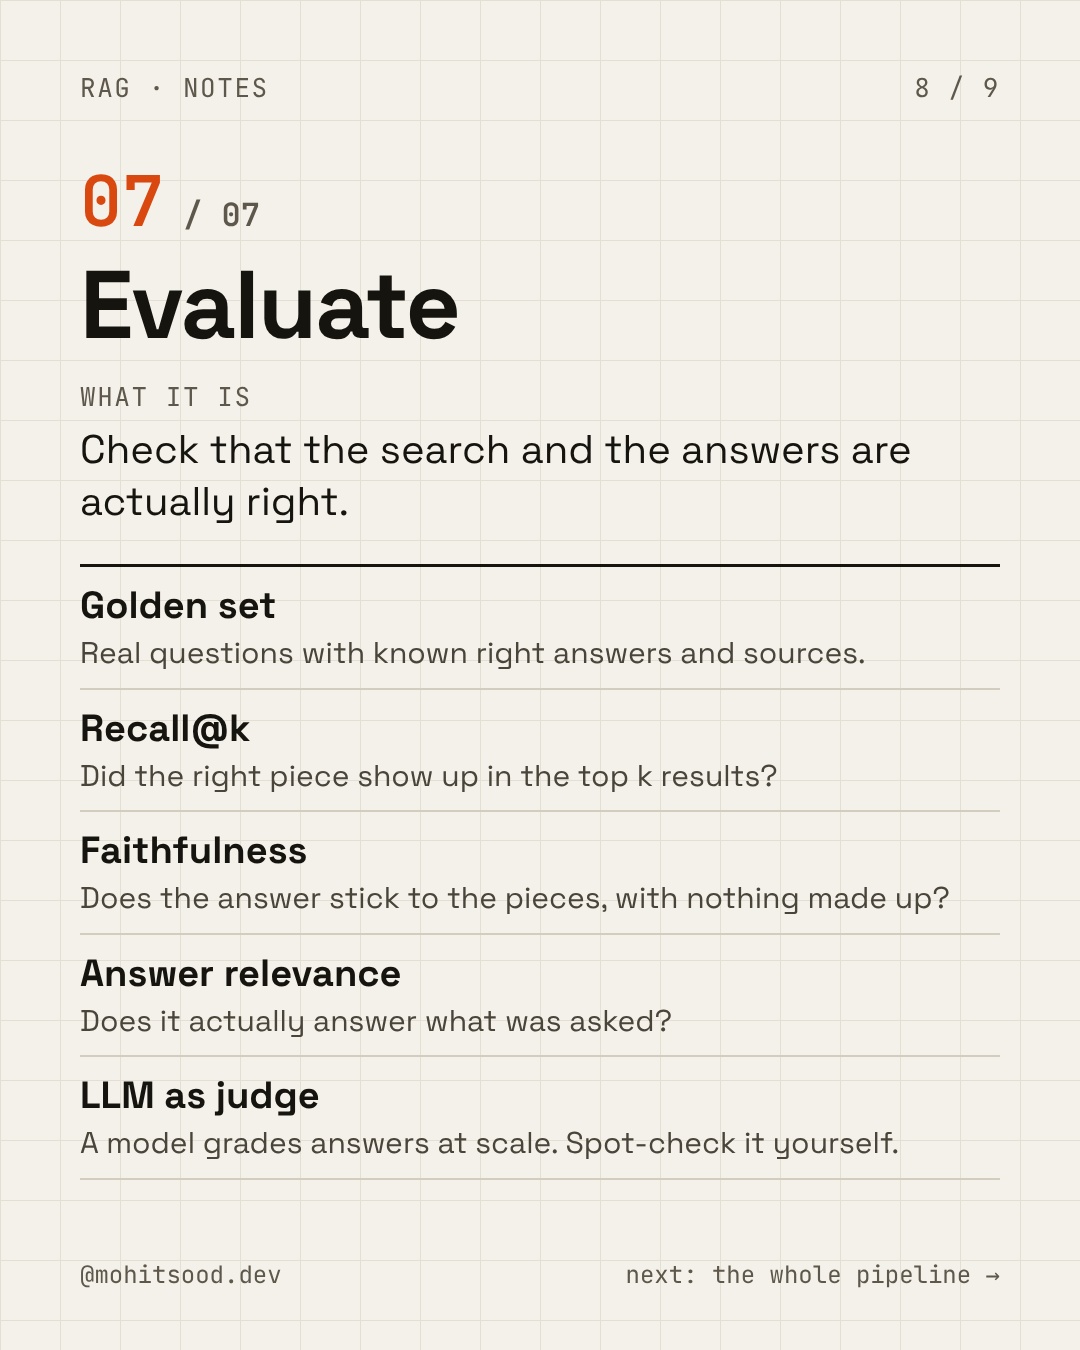 RAG · NOTES
8 / 9
07 / 07
Evaluate
WHAT IT IS
Check that the search and the answers are
actually right.
Golden set
Real questions with known right answers and sources.
Recall@k
Did the right piece show up in the top k results?
Faithfulness
Does the answer stick to the pieces, with nothing made up?
Answer relevance
Does it actually answer what was asked?
LLM as judge
A model grades answers at scale. Spot-check it yourself.
@mohitsood.dev
next: the whole pipeline →